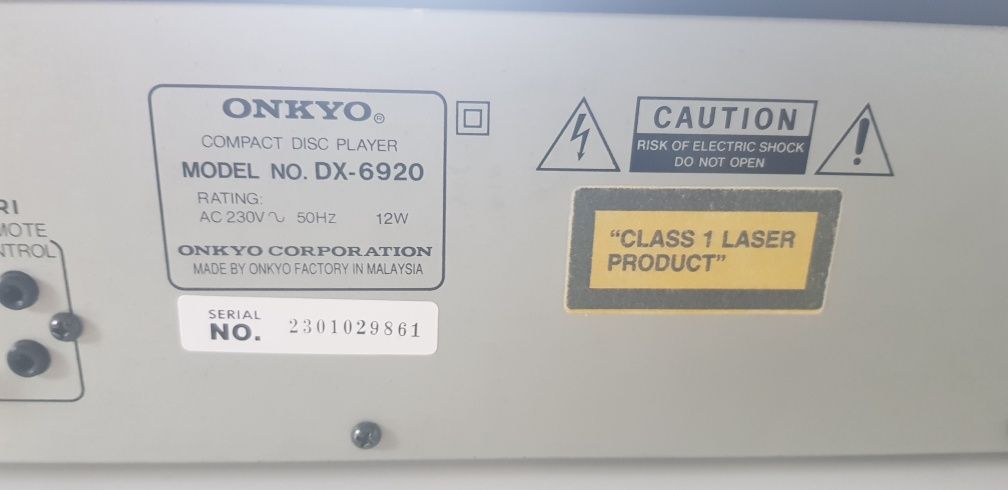 ONKYO®
COMPACT DISC PLAYER
MODEL NO. DX-6920
RATING:
AC 230V∿ 50HZ 12W
ONKYO CORPORATION
MADE BY ONKYO FACTORY IN MALAYSIA
SERIAL
NO. 2301029861
CAUTION
RISK OF ELECTRIC SHOCK
DO NOT OPEN
"CLASS 1 LASER
PRODUCT"
RI
MOTE
NTROL